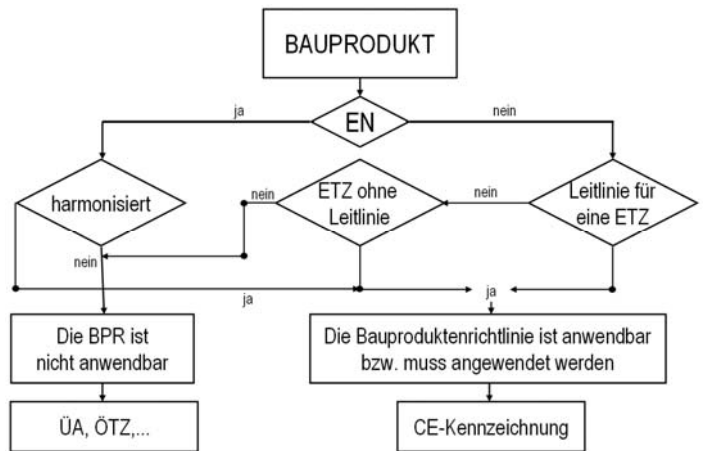 BAUPRODUKT
ja
nein
EN
harmonisiert
nein
ETZ ohne
Leitlinie
nein
Leitlinie für
eine ETZ
nein
ja
ja
Die BPR ist
nicht anwendbar
Die Bauproduktenrichtlinie ist anwendbar
bzw. muss angewendet werden
ÜA, ÖTZ,...
CE-Kennzeichnung